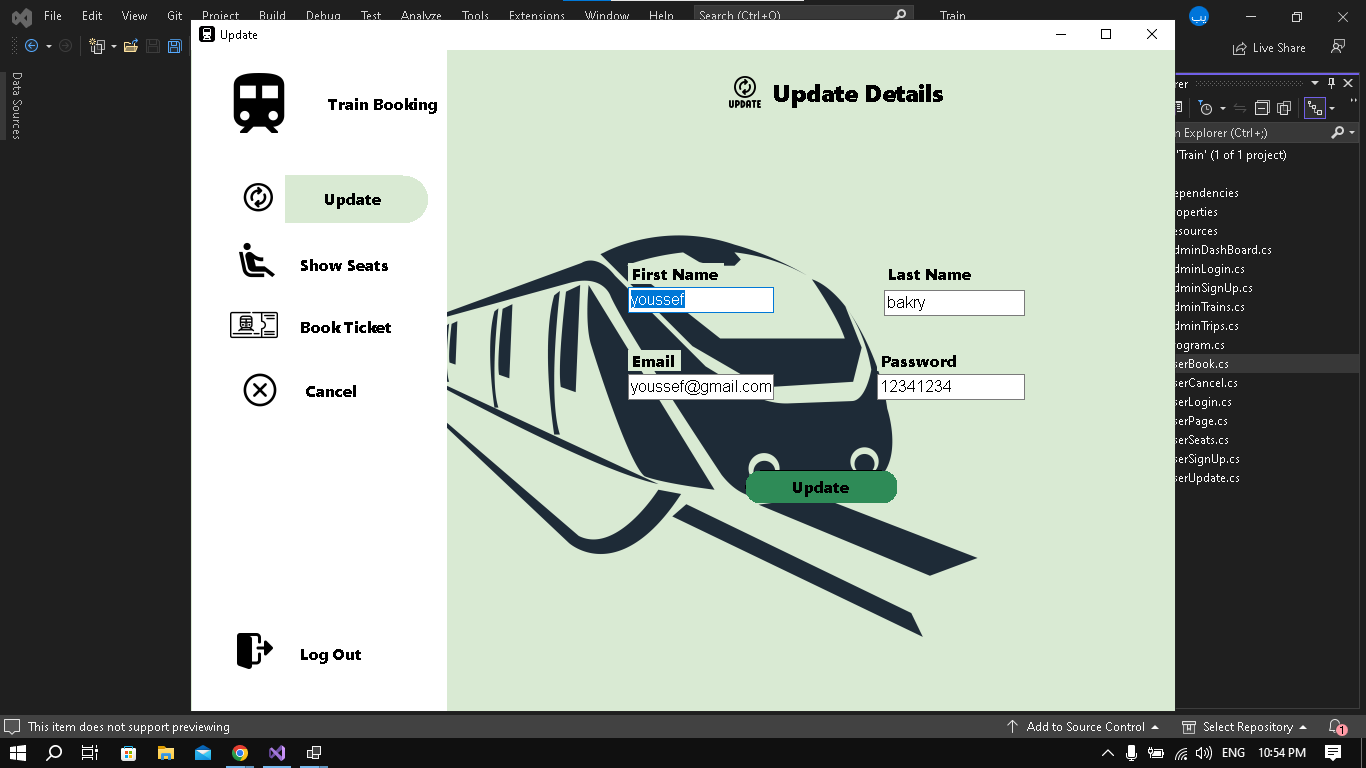 File Edit View Git Project Build Debug Test Analyze Tools Extensions Window Help Search (Ctrl+Q) Train
Live Share
Data Sources
Update
Train Booking
Update
Show Seats
Book Ticket
Cancel
Log Out
UPDATE Update Details
First Name Last Name
youssef bakry
Email Password
youssef@gmail.com 12341234
Update
rer
n Explorer (Ctrl+;)
'Train' (1 of 1 project)
ependencies
operties
esources
dminDashBoard.cs
dminLogin.cs
dminSignUp.cs
dminTrains.cs
dminTrips.cs
rogram.cs
serBook.cs
serCancel.cs
serLogin.cs
serPage.cs
serSeats.cs
serSignUp.cs
serUpdate.cs
This item does not support previewing Add to Source Control Select Repository 1
ENG 10:54 PM